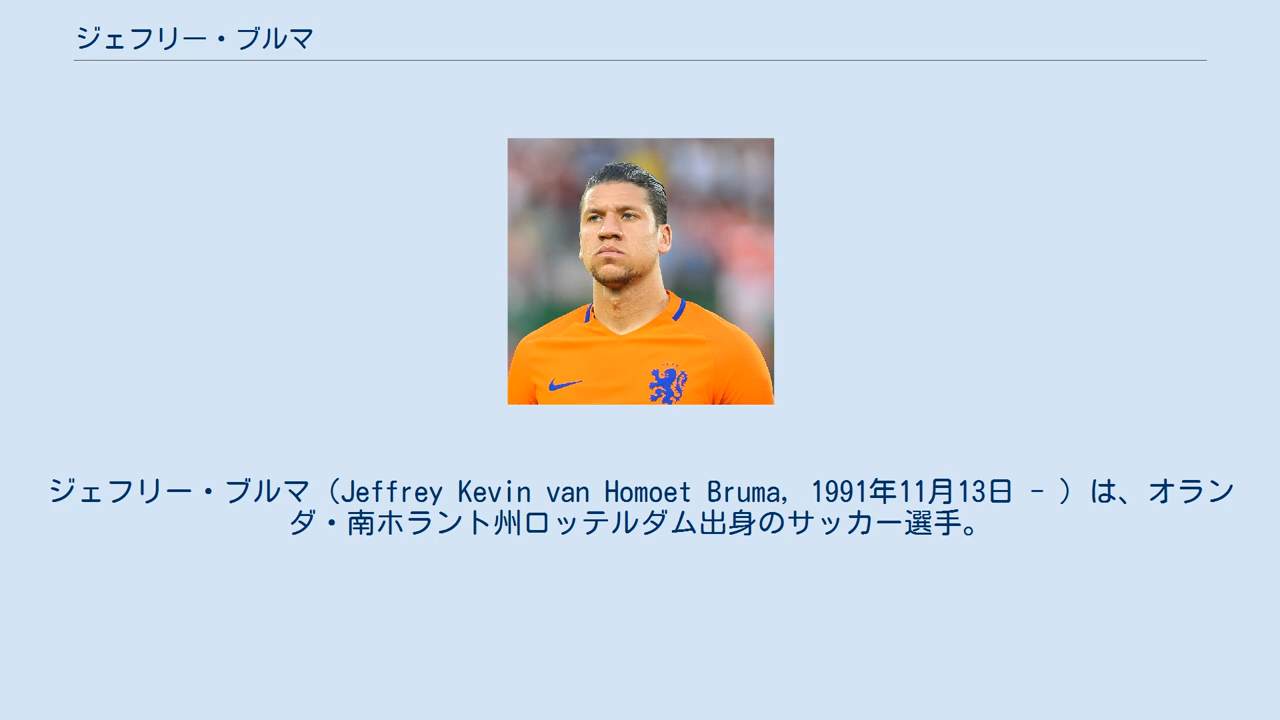 ジェフリー・ブルマ
ジェフリー・ブルマ（Jeffrey Kevin van Homoet Bruma, 1991年11月13日 - ）は、オラン
ダ・南ホラント州ロッテルダム出身のサッカー選手。